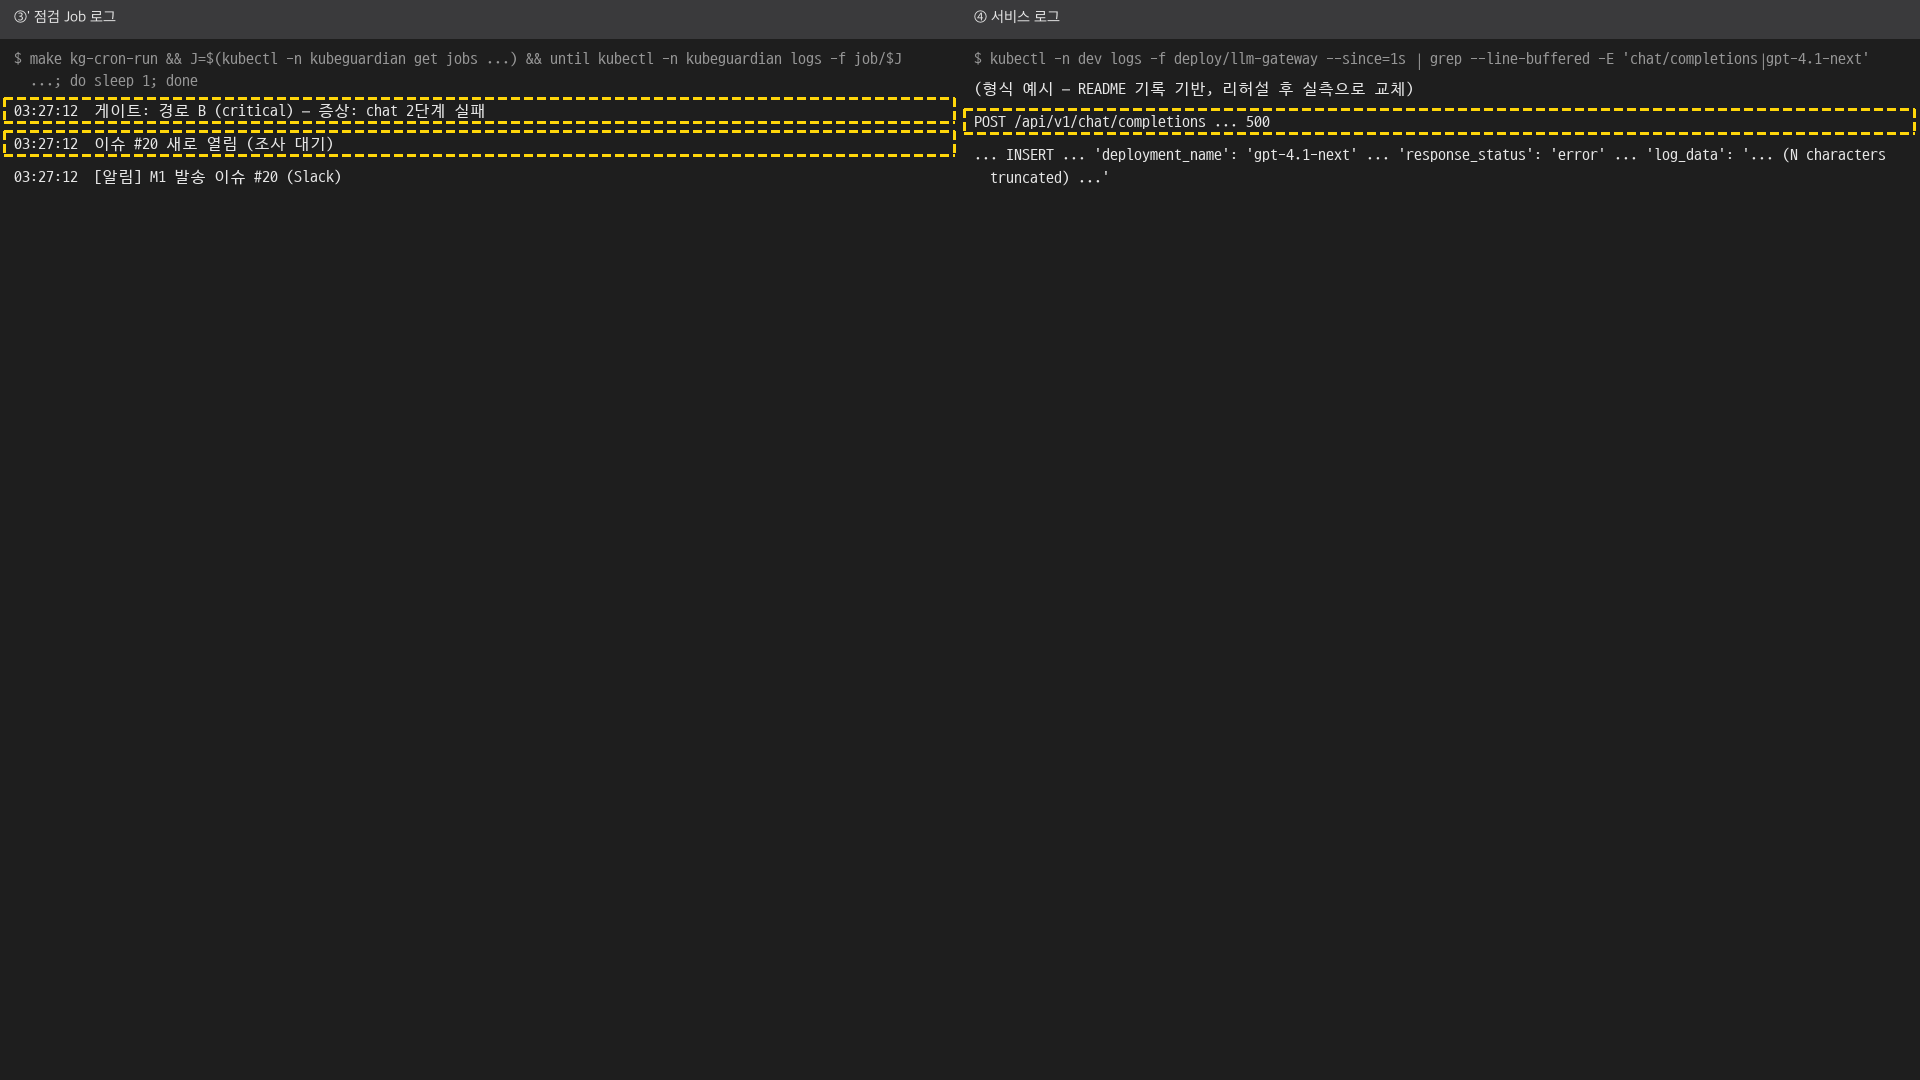 ③' 점검 Job 로그
$ make kg-cron-run && J=$(kubectl -n kubeguardian get jobs ...) && until kubectl -n kubeguardian logs -f job/$J
...; do sleep 1; done
03:27:12  게이트: 경로 B (critical) — 증상: chat 2단계 실패
03:27:12  이슈 #20 새로 열림 (조사 대기)
03:27:12  [알림] M1 발송 이슈 #20 (Slack)
④ 서비스 로그
$ kubectl -n dev logs -f deploy/llm-gateway --since=1s | grep --line-buffered -E 'chat/completions|gpt-4.1-next'
(형식 예시 — README 기록 기반, 리허설 후 실측으로 교체)
POST /api/v1/chat/completions ... 500
... INSERT ... 'deployment_name': 'gpt-4.1-next' ... 'response_status': 'error' ... 'log_data': '... (N characters
truncated) ...'